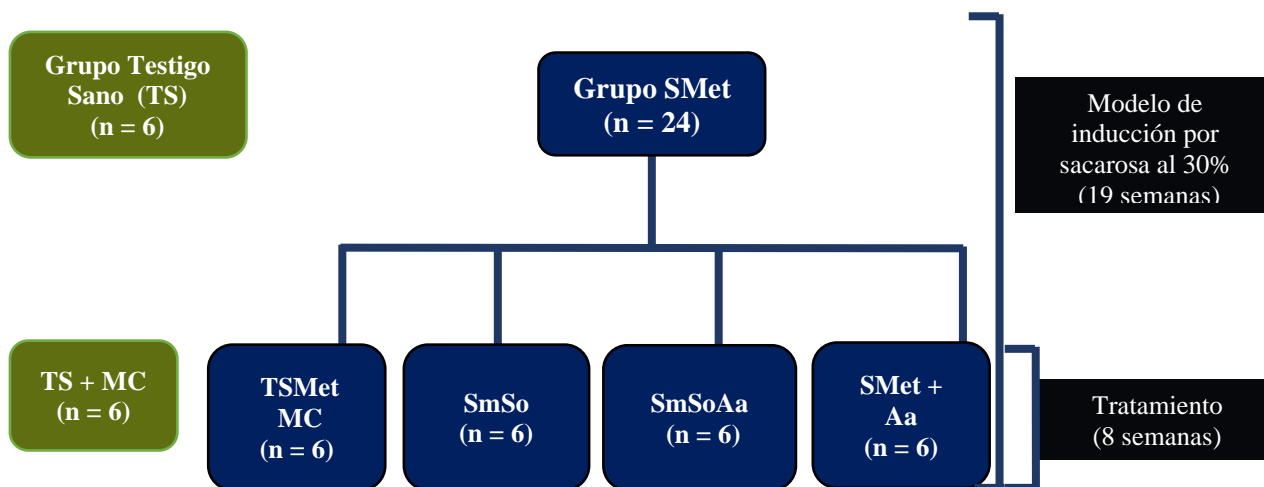 Grupo Testigo
Sano (TS)
(n = 6)
Grupo SMet
(n = 24)
Modelo de
inducción por
sacarosa al 30%
(19 semanas)
TS + MC
(n = 6)
TSMet
MC
(n = 6)
SmSo
(n = 6)
SmSoAa
(n = 6)
SMet +
Aa
(n = 6)
Tratamiento
(8 semanas)